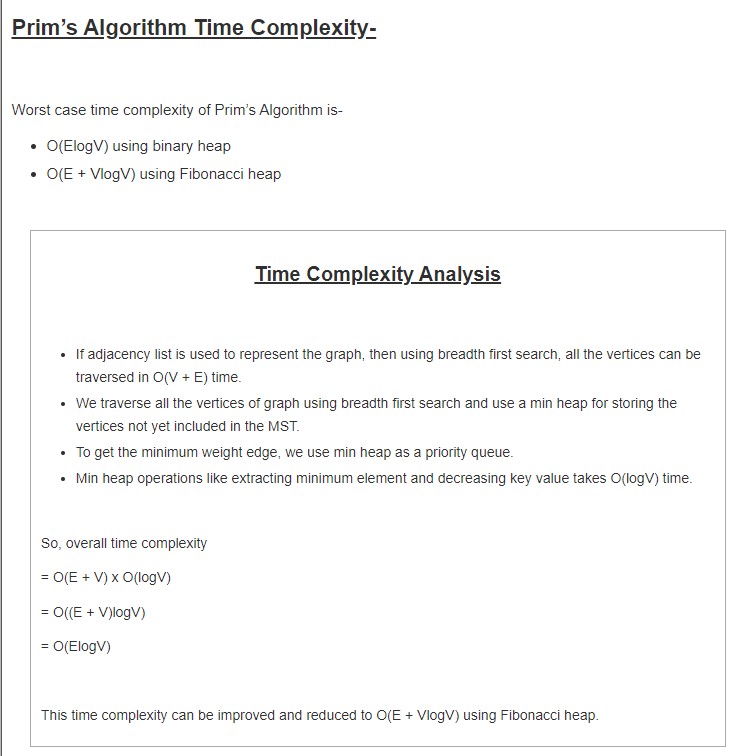 Prim's Algorithm Time Complexity-
Worst case time complexity of Prim's Algorithm is-
• O(ElogV) using binary heap
• O(E + VlogV) using Fibonacci heap
Time Complexity Analysis
• If adjacency list is used to represent the graph, then using breadth first search, all the vertices can be
traversed in O(V + E) time.
• We traverse all the vertices of graph using breadth first search and use a min heap for storing the
vertices not yet included in the MST.
• To get the minimum weight edge, we use min heap as a priority queue.
• Min heap operations like extracting minimum element and decreasing key value takes O(logV) time.
So, overall time complexity
= O(E + V) x O(logV)
= O((E + V)logV)
= O(ElogV)
This time complexity can be improved and reduced to O(E + VlogV) using Fibonacci heap.